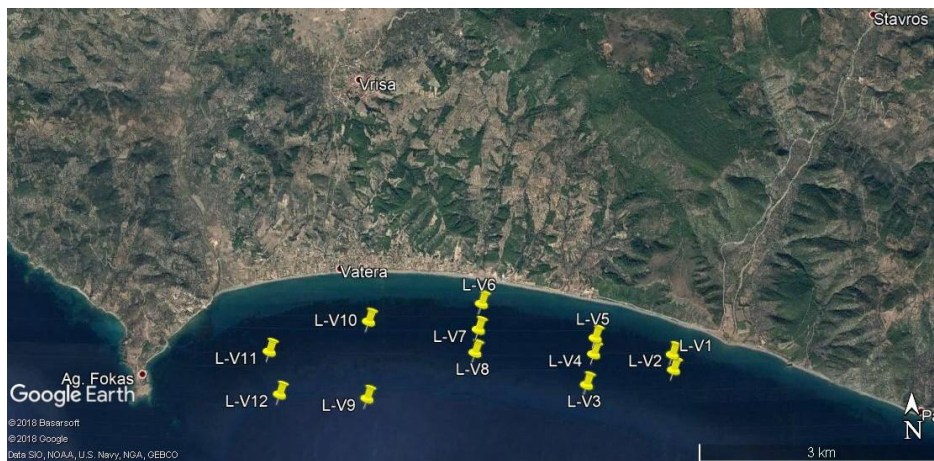 Stavros
Vrisa
Vatera
L-V6
L-V10
L-V5
L-V7
L-V1
L-V11
L-V4
L-V2
L-V8
Ag. Fokas
Google Earth
L-V12
L-V9
L-V3
Pa
N
©2018 Basarsoft
©2018 Google
Data SIO, NOAA, U.S. Navy, NGA, GEBCO
3 km